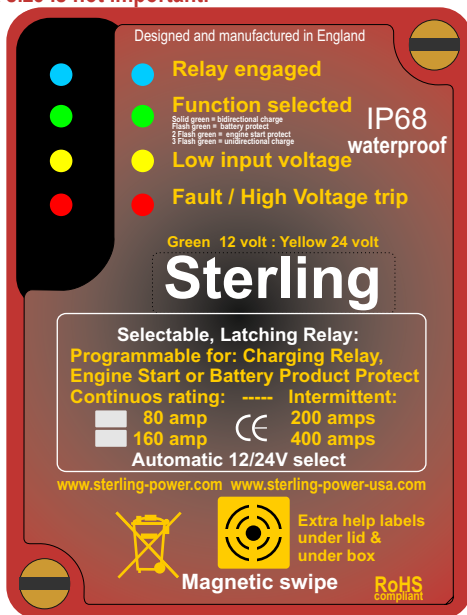 size is not important.
Designed and manufactured in England
Relay engaged
Function selected
Solid green = bidirectional charge
Flash green = battery protect
2 Flash green = engine start protect
3 Flash green = unidirectional charge
IP68
waterproof
Low input voltage
Fault / High Voltage trip
Green 12 volt : Yellow 24 volt
Sterling
Selectable, Latching Relay:
Programmable for: Charging Relay,
Engine Start or Battery Product Protect
Continuos rating: ----- Intermittent:
80 amp CE 200 amps
160 amp 400 amps
Automatic 12/24V select
www.sterling-power.com www.sterling-power-usa.com
Extra help labels
under lid &
under box
Magnetic swipe
RoHS
compliant